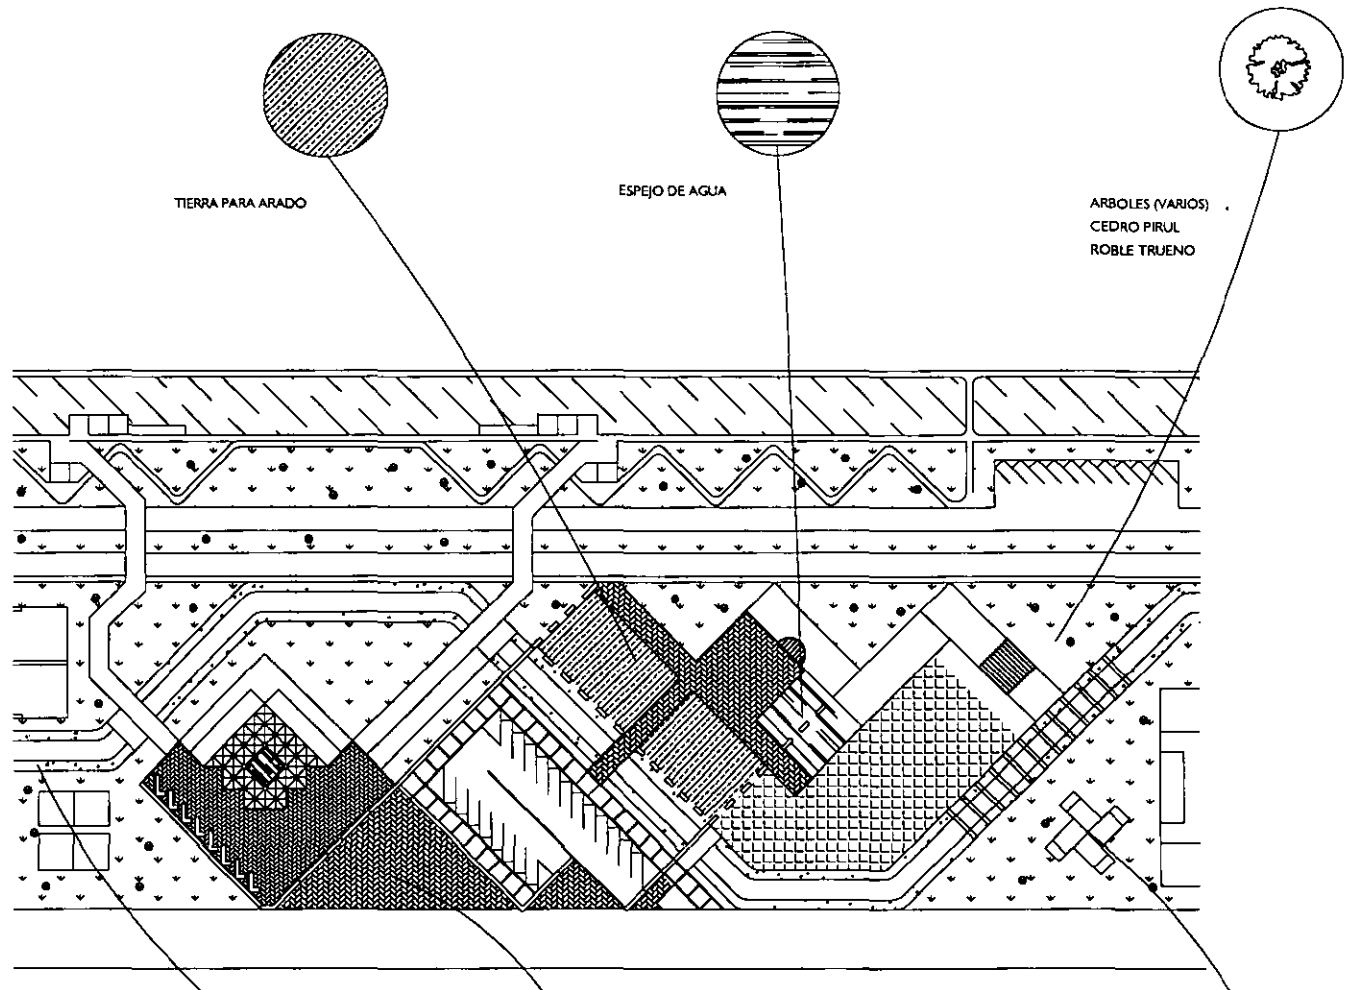 TIERRA PARA ARADO
ESPEJO DE AGUA
ARBOLES (VARIOS)
CEDRO PIRUL
ROBLE TRUENO